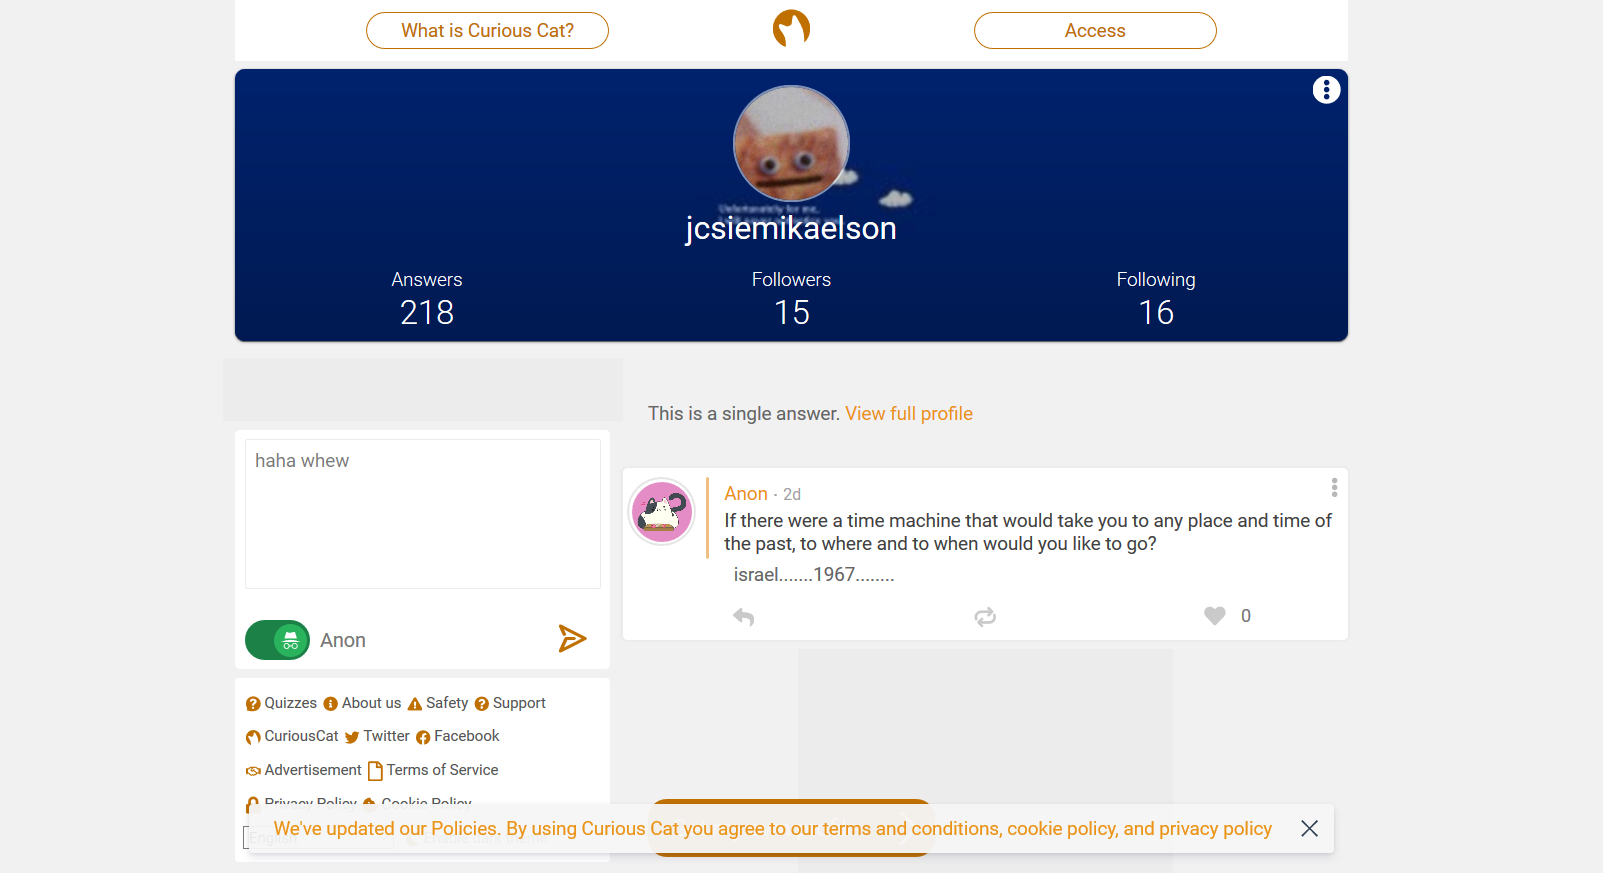 What is Curious Cat?
Access
jcsiemikaelson
Answers
218
Followers
15
Following
16
This is a single answer. View full profile
haha whew
Anon
Anon · 2d
If there were a time machine that would take you to any place and time of
the past, to where and to when would you like to go?
israel.......1967........
0
Quizzes About us Safety Support
CuriousCat Twitter Facebook
Advertisement Terms of Service
Privacy Policy Cookie Policy
English
We've updated our Policies. By using Curious Cat you agree to our terms and conditions, cookie policy, and privacy policy